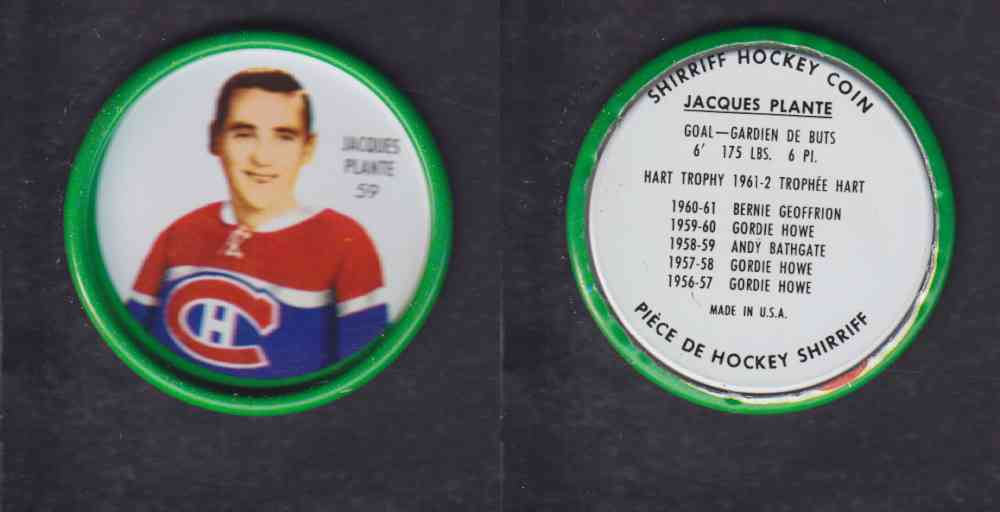 JACQUES
PLANTE
59
SHIRRIFF HOCKEY COIN
JACQUES PLANTE
GOAL—GARDIEN DE BUTS
6' 175 LBS. 6 PI.
HART TROPHY 1961-2 TROPHÉE HART
1960-61 BERNIE GEOFFRION
1959-60 GORDIE HOWE
1958-59 ANDY BATHGATE
1957-58 GORDIE HOWE
1956-57 GORDIE HOWE
MADE IN U.S.A.
PIÈCE DE HOCKEY SHIRRIFF